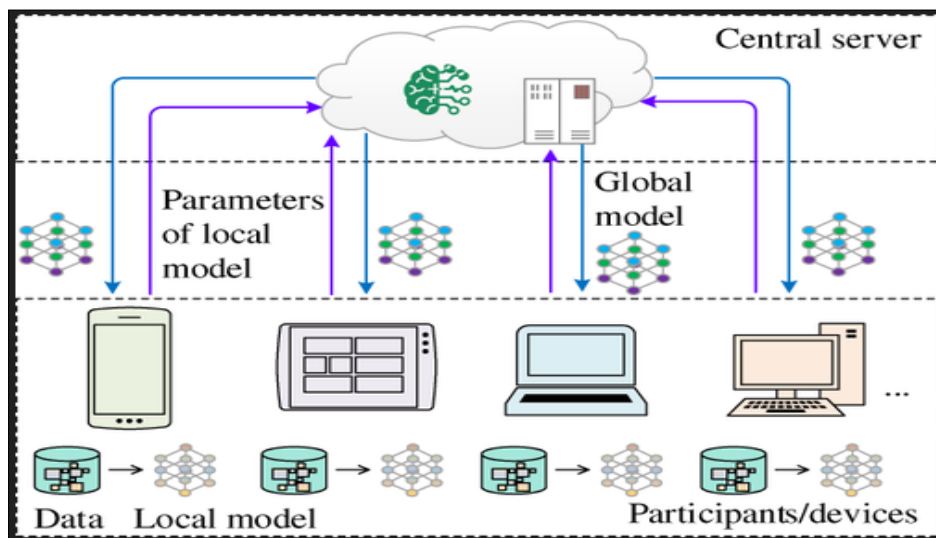 Central server
Parameters
of local
model
Global
model
...
Data
Local model
Participants/devices